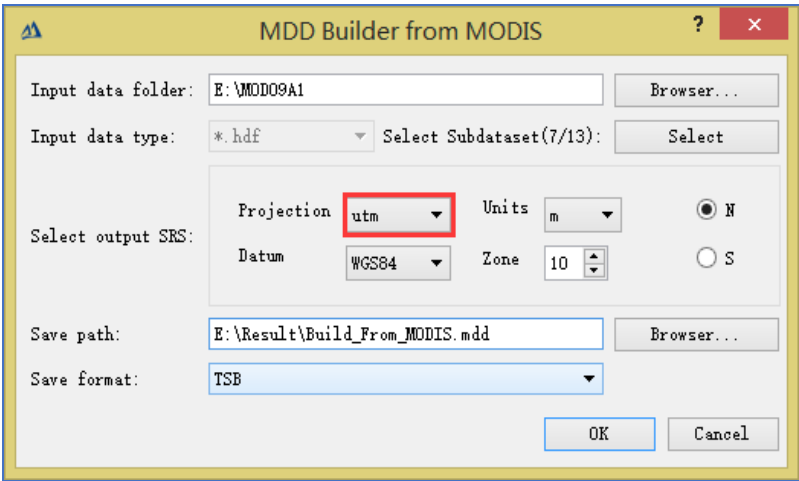 MDD Builder from MODIS ? ×
Input data folder: E:\MOD09A1 Browser...
Input data type: *.hdf Select Subdataset(7/13): Select
Projection utm Units m N
Select output SRS:
Datum WGS84 Zone 10 S
Save path: E:\Result\Build_From_MODIS.mdd Browser...
Save format: TSB
OK Cancel